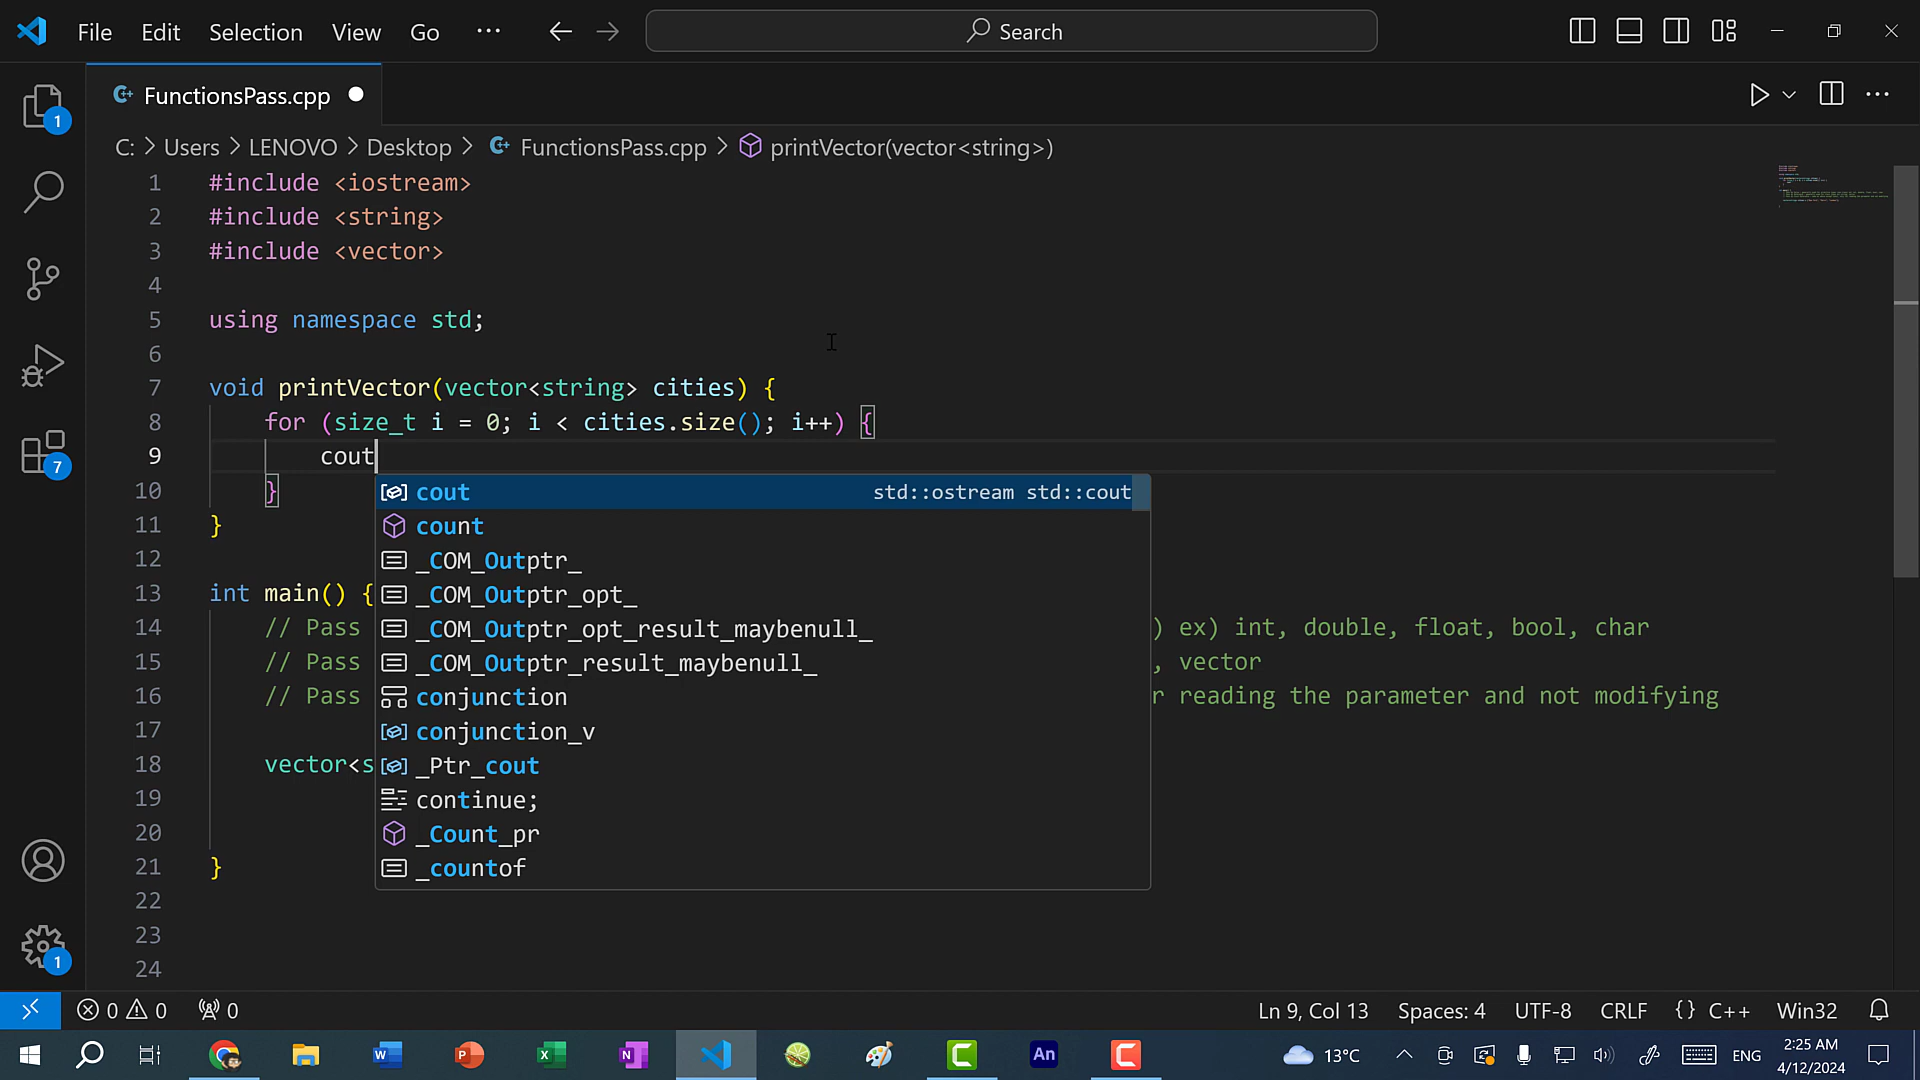 File Edit Selection View Go ··· Search
FunctionsPass.cpp
C: > Users > LENOVO > Desktop > FunctionsPass.cpp > printVector(vector<string>)
1 #include <iostream>
2 #include <string>
3 #include <vector>
4
5 using namespace std;
6
7 void printVector(vector<string> cities) {
8 for (size_t i = 0; i < cities.size(); i++) {
9 cout
10 }
11 }
12
13 int main() {
14 // Pass ) ex) int, double, float, bool, char
15 // Pass , vector
16 // Pass r reading the parameter and not modifying
17
18 vector<s
19
20
21 }
22
23
24
cout std::ostream std::cout
count
_COM_Outptr_
_COM_Outptr_opt_
_COM_Outptr_opt_result_maybenull_
_COM_Outptr_result_maybenull_
conjunction
conjunction_v
_Ptr_cout
continue;
_Count_pr
_countof
1
7
1
0 0 0 Ln 9, Col 13 Spaces: 4 UTF-8 CRLF {} C++ Win32
13°C ENG 2:25 AM
4/12/2024